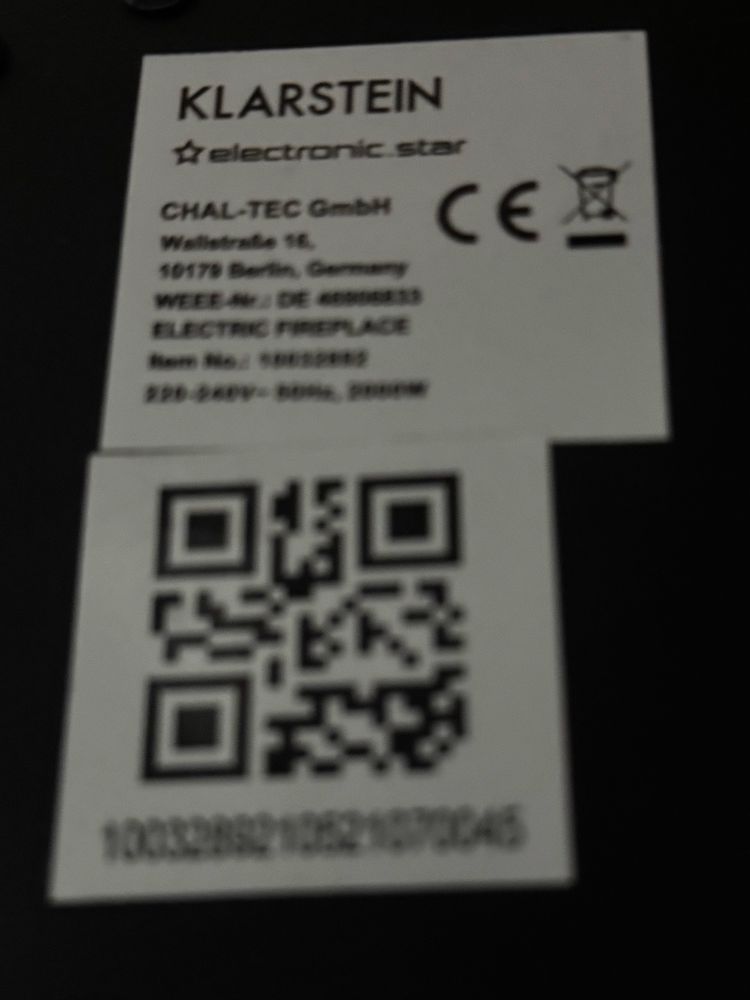 KLARSTEIN
electronic.star
CHAL-TEC GmbH
CE
Wallstraße 16,
10179 Berlin, Germany
WEEE-Nr.: DE
ELECTRIC FIREPLACE
Item No.: 10032892
220-240V~ 50Hz, 2000W